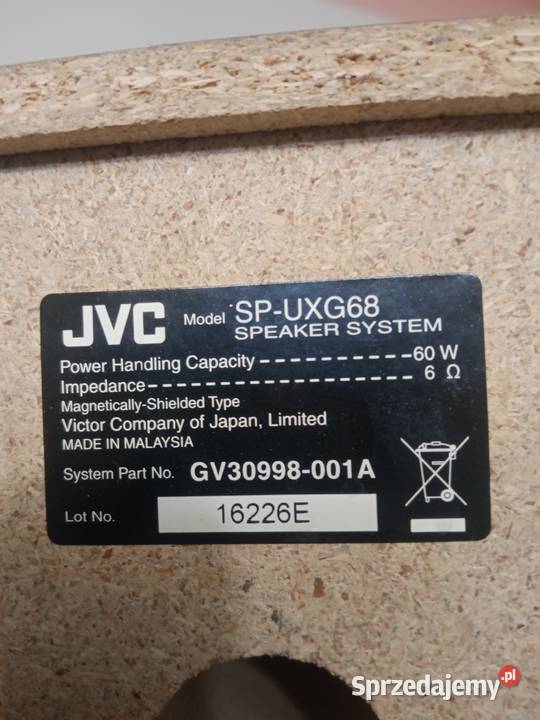 JVC Model SP-UXG68
SPEAKER SYSTEM
Power Handling Capacity-----------60 W
Impedance--------------------- 6 Ω
Magnetically-Shielded Type
Victor Company of Japan, Limited
MADE IN MALAYSIA
System Part No. GV30998-001A
Lot No. 16226E
Sprzedajemy.pl